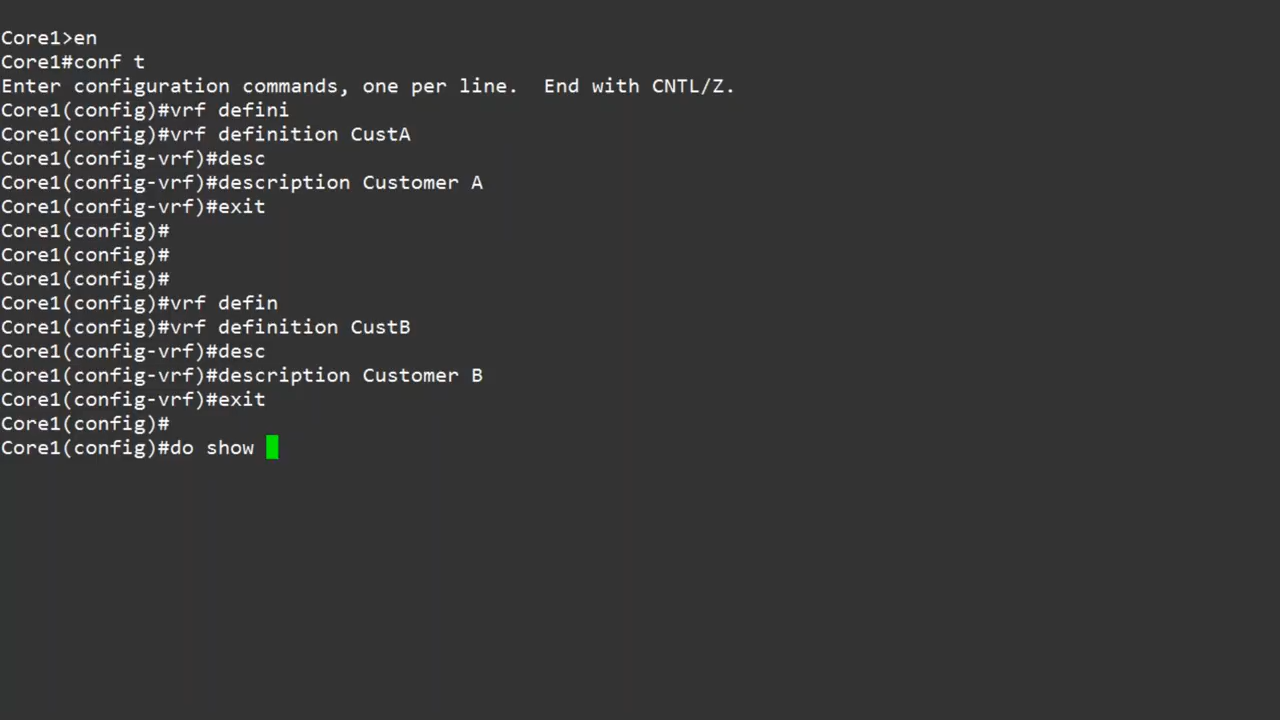 Core1>en
Core1#conf t
Enter configuration commands, one per line.  End with CNTL/Z.
Core1(config)#vrf defini
Core1(config)#vrf definition CustA
Core1(config-vrf)#desc
Core1(config-vrf)#description Customer A
Core1(config-vrf)#exit
Core1(config)#
Core1(config)#
Core1(config)#
Core1(config)#vrf defin
Core1(config)#vrf definition CustB
Core1(config-vrf)#desc
Core1(config-vrf)#description Customer B
Core1(config-vrf)#exit
Core1(config)#
Core1(config)#do show